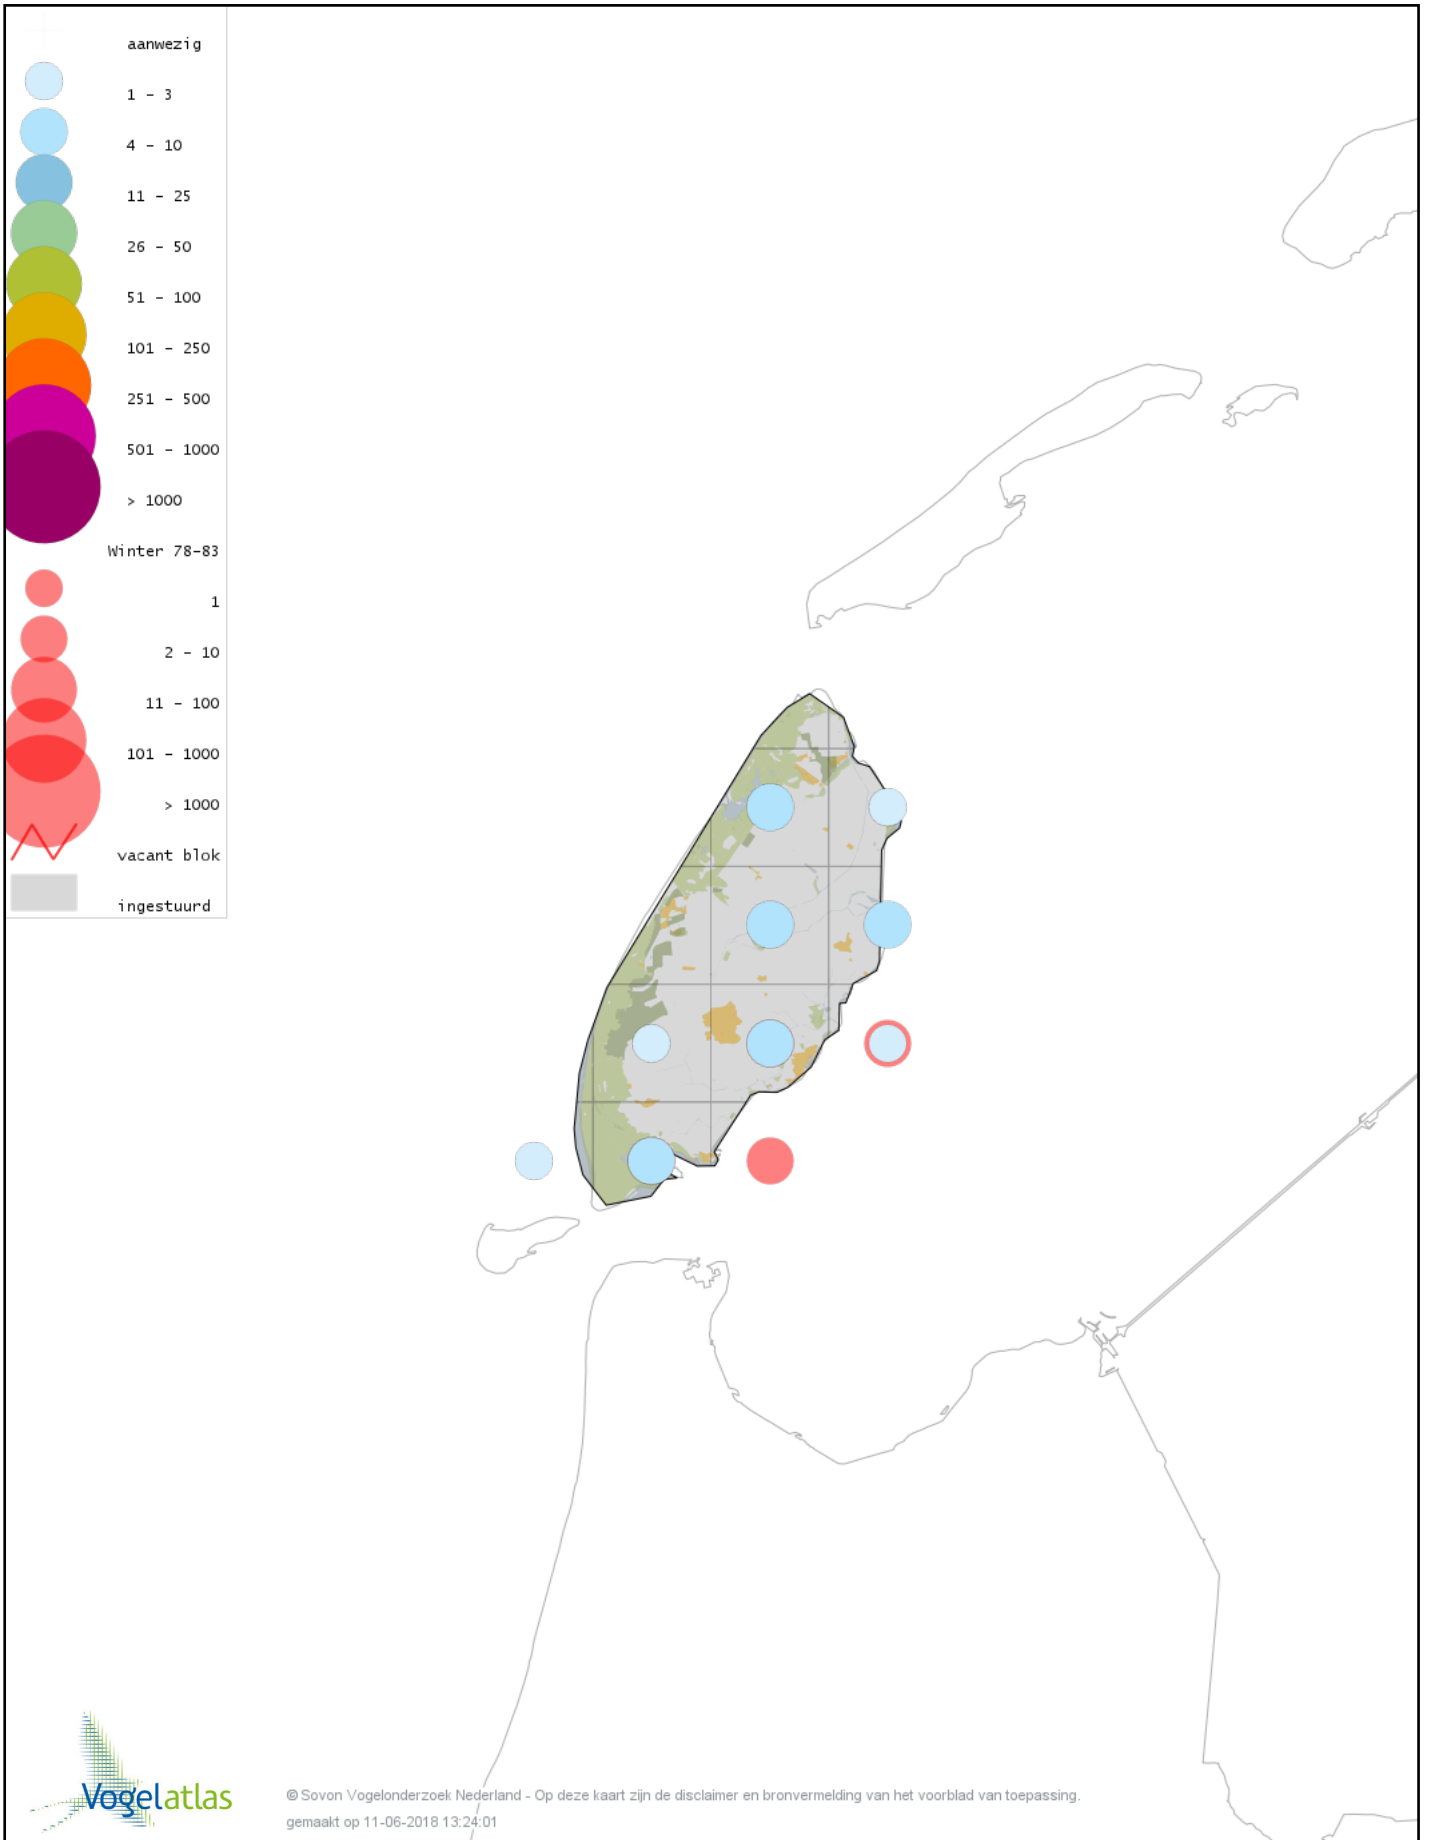 aanwezig
1 - 3
4 - 10
11 - 25
26 - 50
51 - 100
101 - 250
251 - 500
501 - 1000
> 1000
Winter 78-83
1
2 - 10
11 - 100
101 - 1000
> 1000
vacant blok
ingestuurd
Vogelatlas
© Sovon Vogelonderzoek Nederland - Op deze kaart zijn de disclaimer en bronvermelding van het voorblad van toepassing.
gemaakt op 11-06-2018 13:24:01